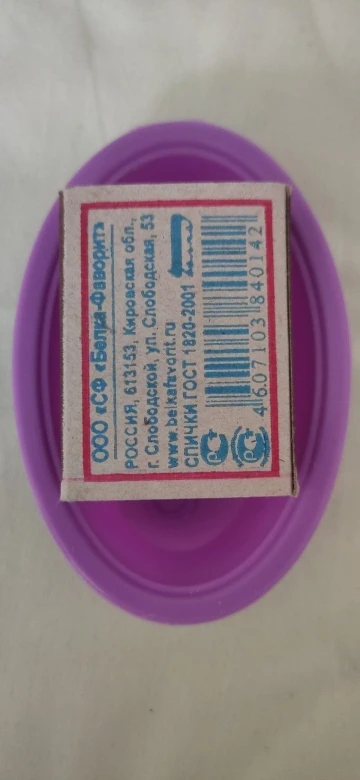 ООО «СФ «Белка-Фаворит»
РОССИЯ, 613153, Кировская обл.,
г. Слободской, ул. Слободская, 53
www.belkafavorit.ru
СПИЧКИ ГОСТ 1820-2001
4607103840142